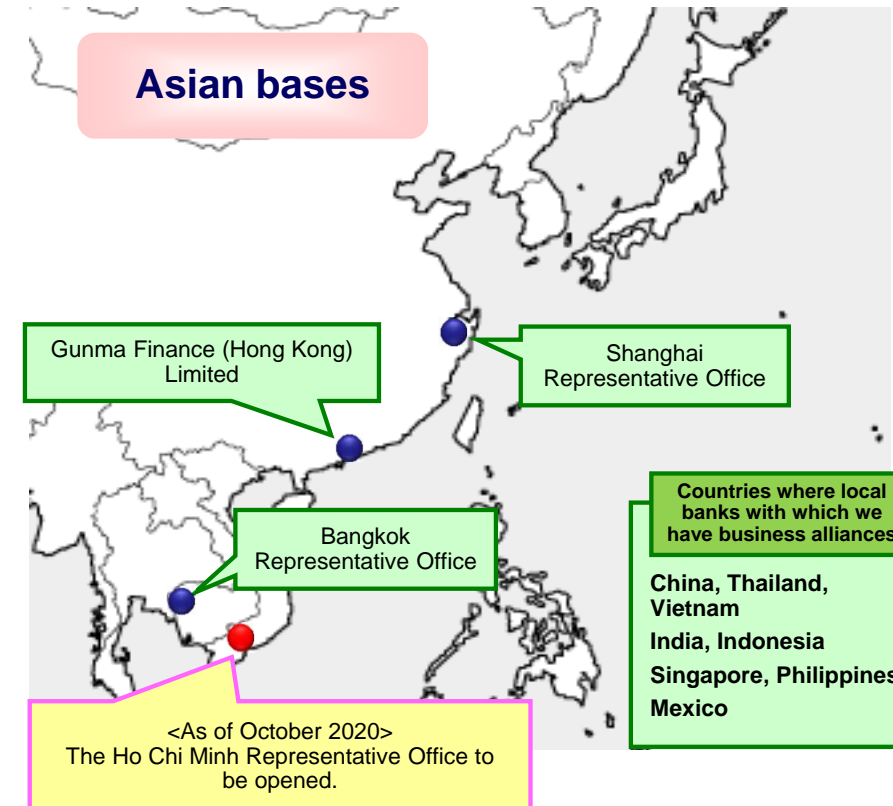 Asian bases
Gunma Finance (Hong Kong)
Limited
Shanghai
Representative Office
Bangkok
Representative Office
Countries where local
banks with which we
have business alliances
China, Thailand,
Vietnam
India, Indonesia
Singapore, Philippines
Mexico
<As of October 2020>
The Ho Chi Minh Representative Office to
be opened.